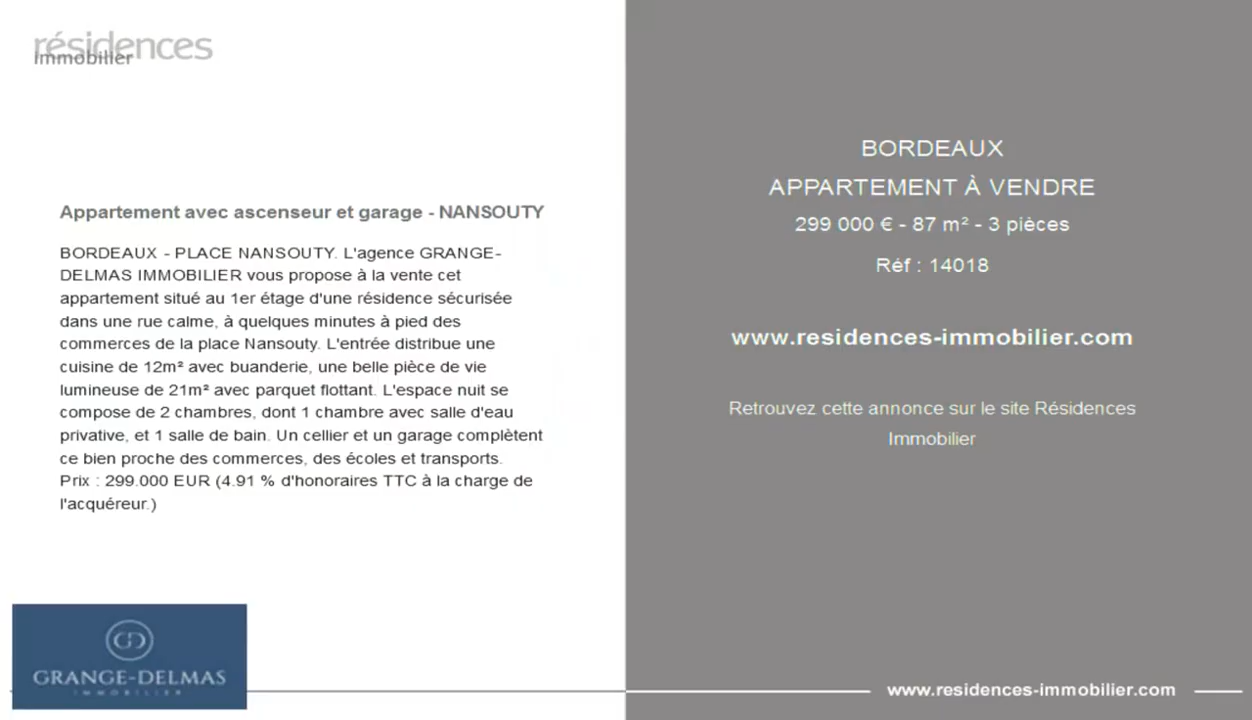 résidences
Immobilier
Appartement avec ascenseur et garage - NANSOUTY
BORDEAUX - PLACE NANSOUTY. L'agence GRANGE-
DELMAS IMMOBILIER vous propose à la vente cet
appartement situé au 1er étage d'une résidence sécurisée
dans une rue calme, à quelques minutes à pied des
commerces de la place Nansouty. L'entrée distribue une
cuisine de 12m² avec buanderie, une belle pièce de vie
lumineuse de 21m² avec parquet flottant. L'espace nuit se
compose de 2 chambres, dont 1 chambre avec salle d'eau
privative, et 1 salle de bain. Un cellier et un garage complètent
ce bien proche des commerces, des écoles et transports.
Prix : 299.000 EUR (4.91 % d'honoraires TTC à la charge de
l'acquéreur.)
GD
GRANGE-DELMAS
IMMOBILIER
BORDEAUX
APPARTEMENT À VENDRE
299 000 € - 87 m² - 3 pièces
Réf : 14018
www.residences-immobilier.com
Retrouvez cette annonce sur le site Résidences
Immobilier
www.residences-immobilier.com